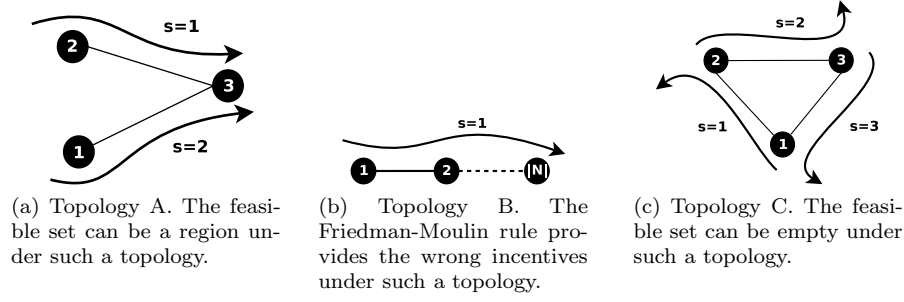 s=1
2
3
1
s=2
(a) Topology A. The feasi-
ble set can be a region un-
der such a topology.
s=1
1
2
|N|
(b) Topology B. The
Friedman-Moulin rule pro-
vides the wrong incentives
under such a topology.
s=2
2
3
s=1
1
s=3
(c) Topology C. The feasi-
ble set can be empty under
such a topology.